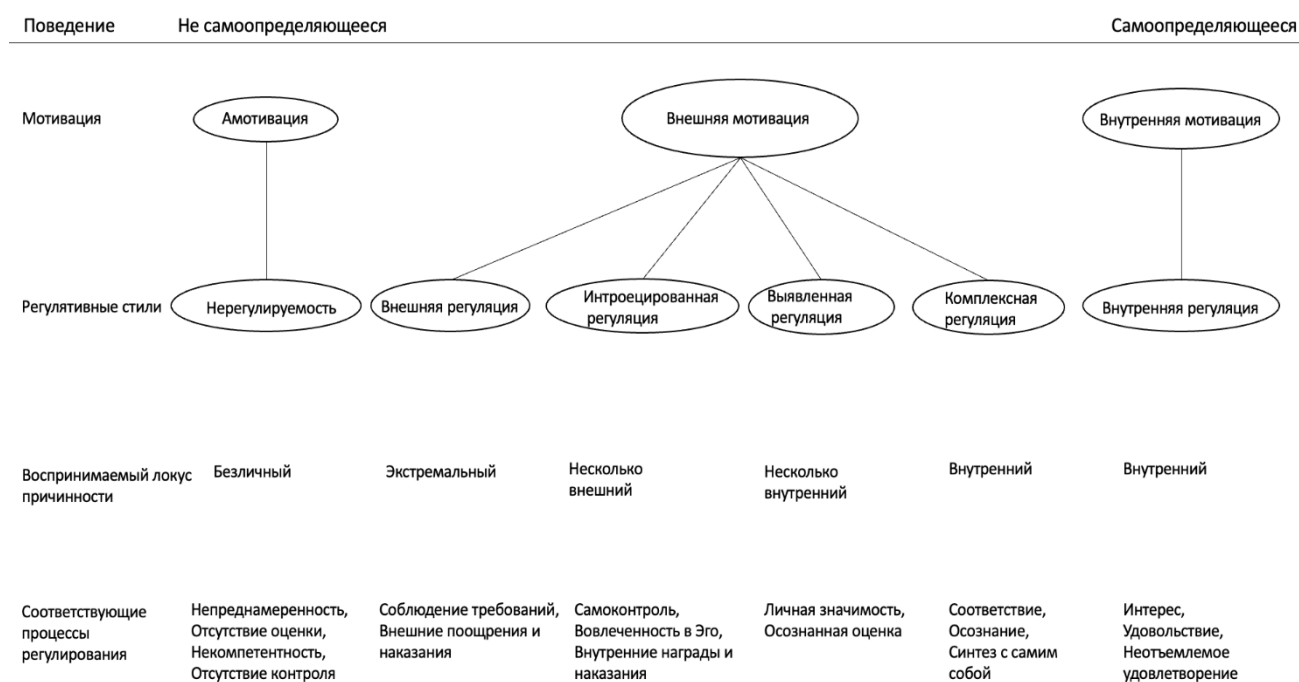 Поведение Не самоопределяющееся Самоопределяющееся
Мотивация Амотивация Внешняя мотивация Внутренняя мотивация
Регулятивные стили Нерегулируемость Внешняя регуляция Интроецированная регуляция Выявленная регуляция Комплексная регуляция Внутренняя регуляция
Воспринимаемый локус
причинности
Безличный
Экстремальный
Несколько
внешний
Несколько
внутренний
Внутренний
Внутренний
Соответствующие
процессы
регулирования
Непреднамеренность,
Отсутствие оценки,
Некомпетентность,
Отсутствие контроля
Соблюдение требований,
Внешние поощрения и
наказания
Самоконтроль,
Вовлеченность в Эго,
Внутренние награды и
наказания
Личная значимость,
Осознанная оценка
Соответствие,
Осознание,
Синтез с самим
собой
Интерес,
Удовольствие,
Неотъемлемое
удовлетворение